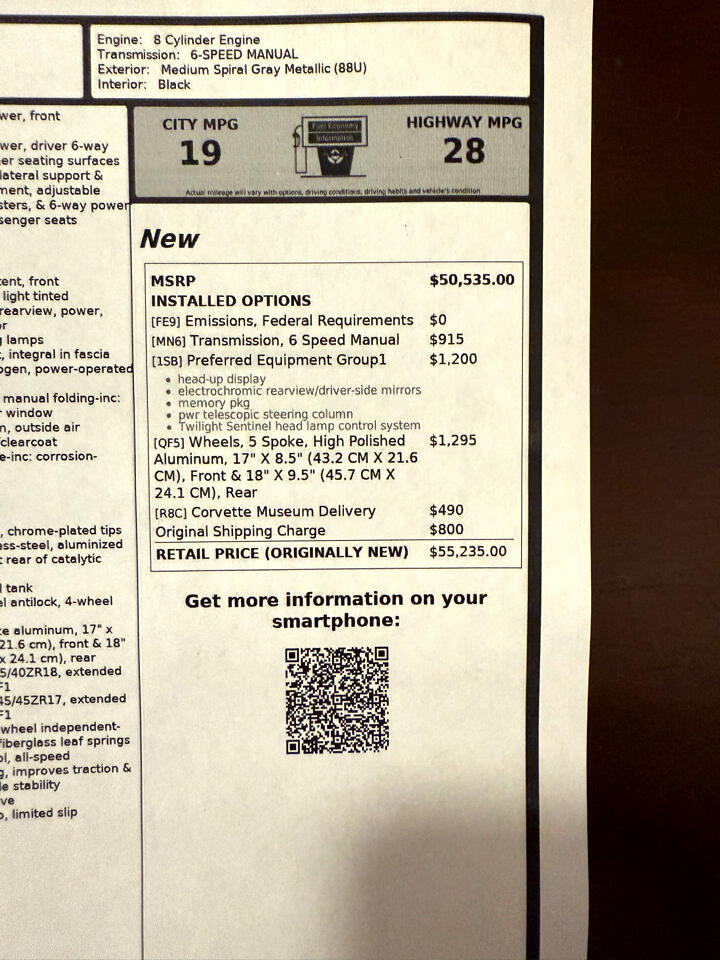 Engine: 8 Cylinder Engine
Transmission: 6-SPEED MANUAL
Exterior: Medium Spiral Gray Metallic (88U)
Interior: Black
wer, front
wer, driver 6-way
er seating surfaces
lateral support &
ment, adjustable
sters, & 6-way power
senger seats
tent, front
light tinted
rearview, power,
or
g lamps
t, integral in fascia
ogen, power-operated
manual folding-inc:
r window
n, outside air
/clearcoat
e-inc: corrosion-
, chrome-plated tips
ess-steel, aluminized
t rear of catalytic
l tank
el antilock, 4-wheel
te aluminum, 17" x
21.6 cm), front & 18"
x 24.1 cm), rear
5/40ZR18, extended
F1
45/45ZR17, extended
F1
wheel independent-
fiberglass leaf springs
ol, all-speed
g, improves traction &
le stability
ve
o, limited slip
CITY MPG
19
Fuel Economy
Information
HIGHWAY MPG
28
Actual mileage will vary with options, driving conditions, driving habits and vehicle's condition
New
MSRP $50,535.00
INSTALLED OPTIONS
[FE9] Emissions, Federal Requirements $0
[MN6] Transmission, 6 Speed Manual $915
[1SB] Preferred Equipment Group1 $1,200
• head-up display
• electrochromic rearview/driver-side mirrors
• memory pkg
• pwr telescopic steering column
• Twilight Sentinel head lamp control system
[QF5] Wheels, 5 Spoke, High Polished $1,295
Aluminum, 17" X 8.5" (43.2 CM X 21.6
CM), Front & 18" X 9.5" (45.7 CM X
24.1 CM), Rear
[R8C] Corvette Museum Delivery $490
Original Shipping Charge $800
RETAIL PRICE (ORIGINALLY NEW) $55,235.00
Get more information on your
smartphone: